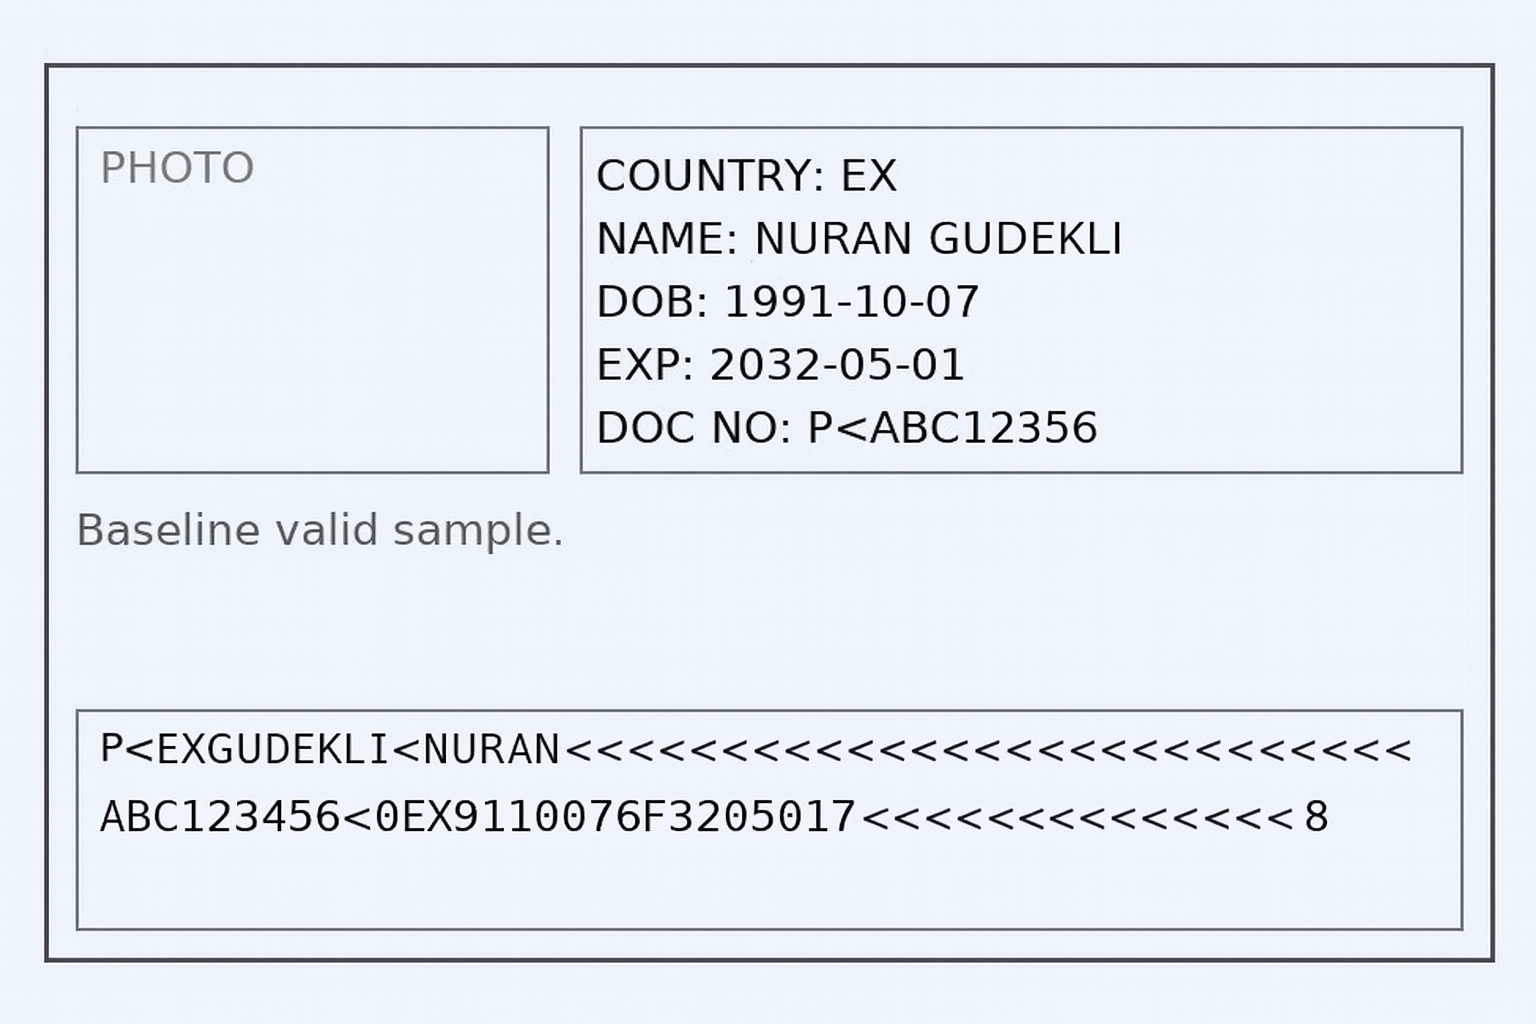 PHOTO
COUNTRY: EX
NAME: NURAN GUDEKLI
DOB: 1991-10-07
EXP: 2032-05-01
DOC NO: P<ABC12356
Baseline valid sample.
P<EXGUDEKLI<NURAN<<<<<<<<<<<<<<<<<<<<<<<<<<<
ABC123456<0EX9110076F3205017<<<<<<<<<<<<<<8